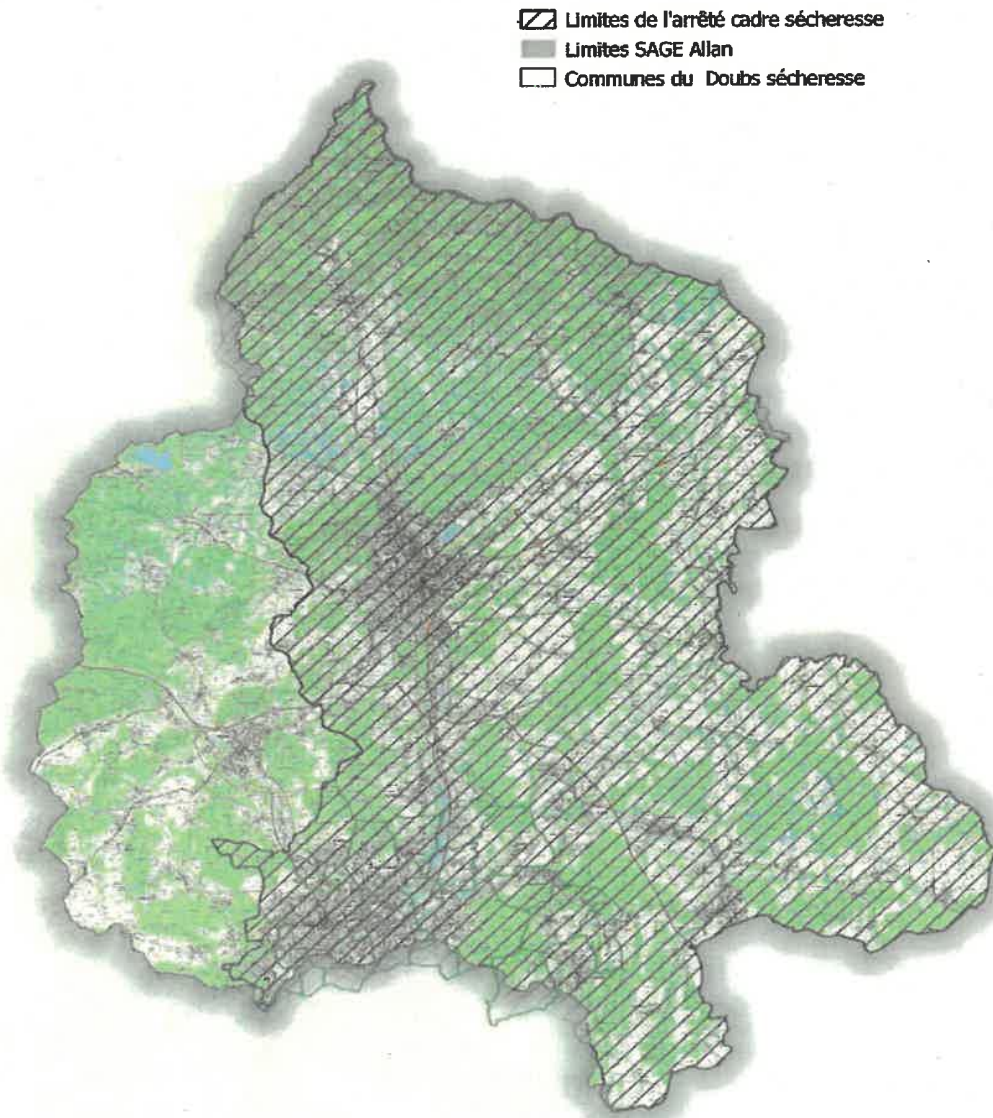 Limites de l'arrêté cadre sécheresse
Limites SAGE Allan
Communes du Doubs sécheresse